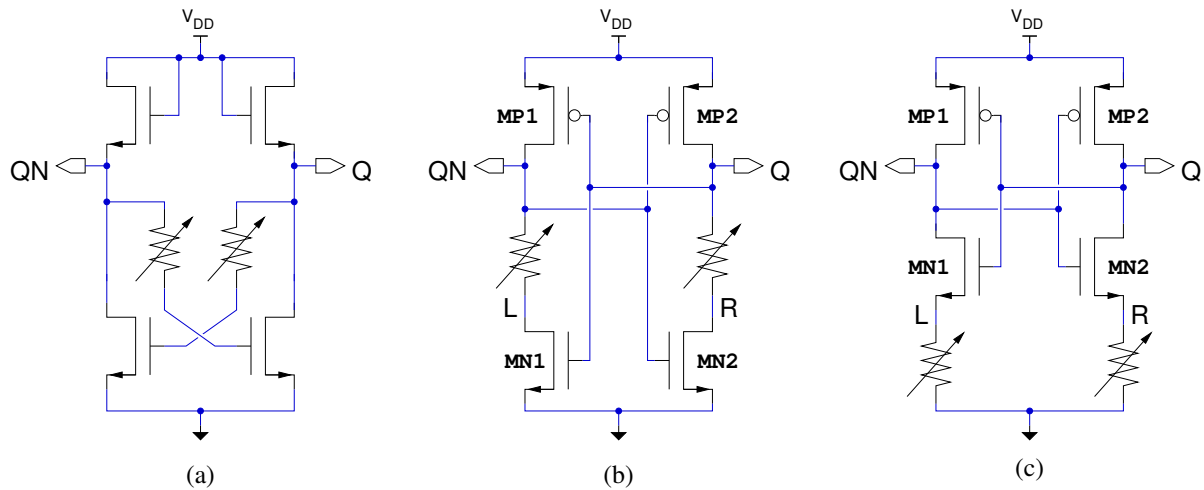 VDD
QN
Q
(a)
VDD
MP1
MP2
QN
Q
L
R
MN1
MN2
(b)
VDD
MP1
MP2
QN
Q
MN1
MN2
L
R
(c)